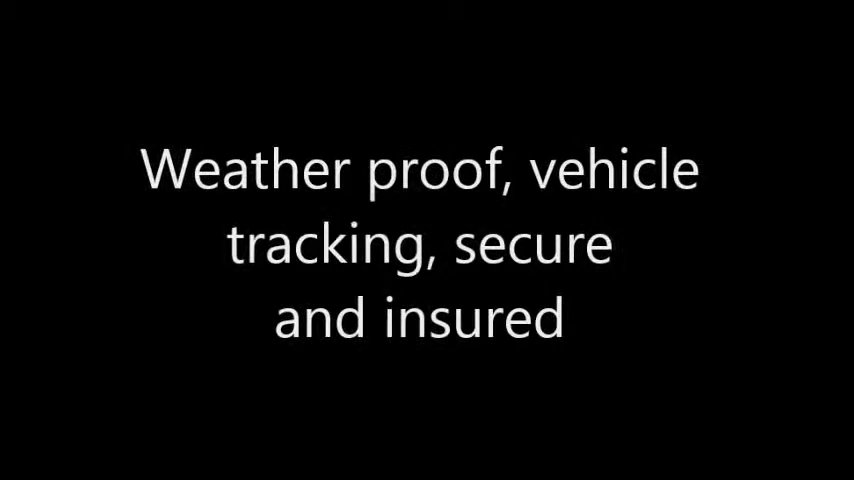 Weather proof, vehicle
tracking, secure
and insured